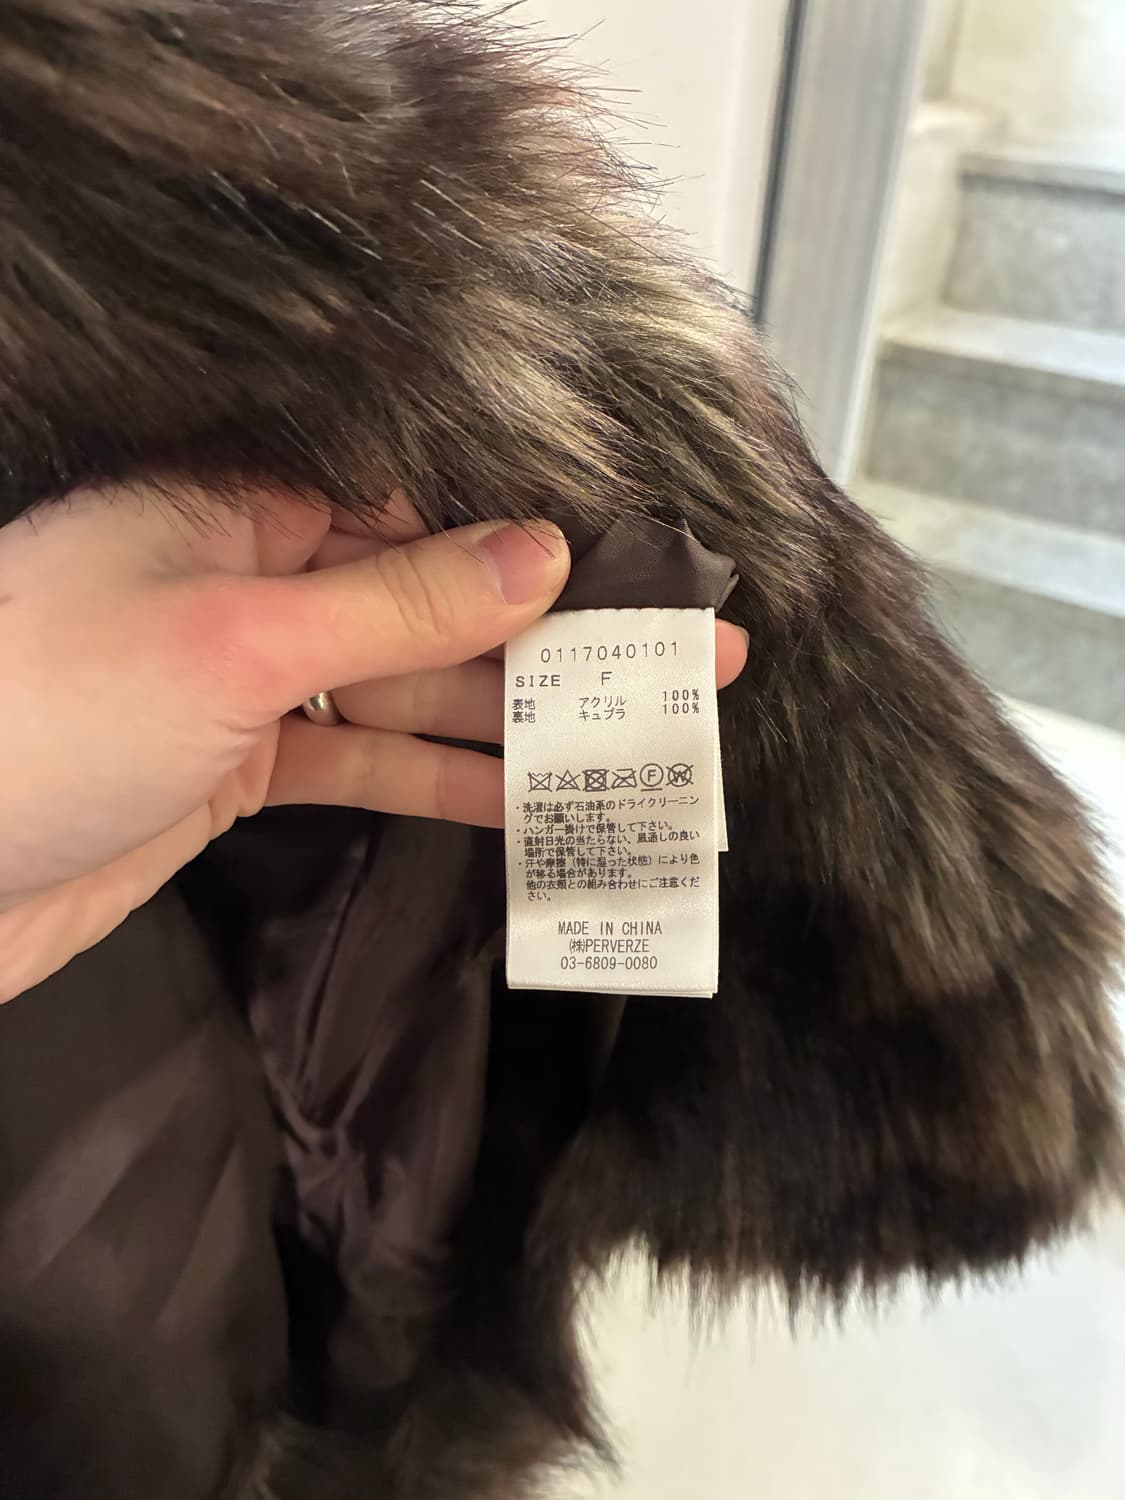 0117040101
SIZE F
表地 アクリル 100%
裏地 キュプラ 100%
F W
・洗濯は必ず石油系のドライクリーニン
グでお願いします。
・ハンガー掛けで保管して下さい。
・直射日光の当たらない、風通しの良い
場所で保管して下さい。
・汗や摩擦（特に湿った状態）により色
が移る場合があります。
他の衣類との組み合わせにご注意くだ
さい。
MADE IN CHINA
㈱PERVERZE
03-6809-0080